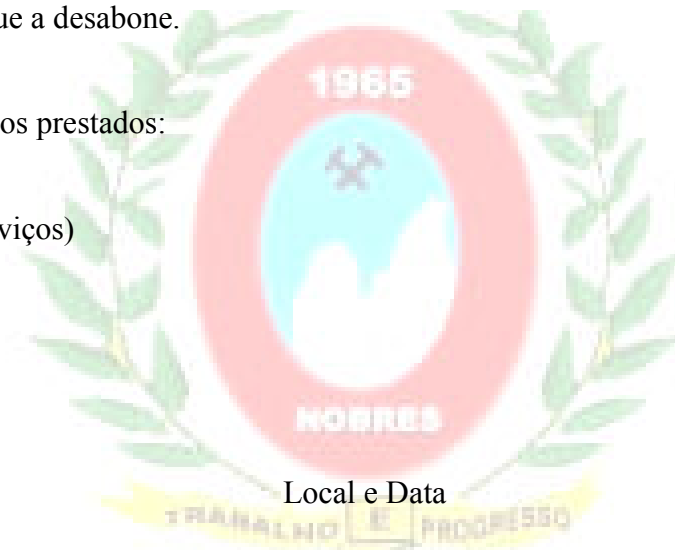 ue a desabone.
1965
os prestados:
viços)
NOBRES
Local e Data
TRABALHO E PROGRESSO